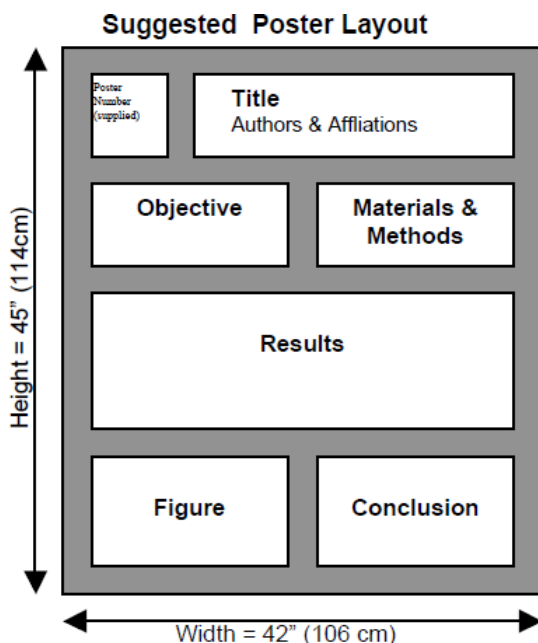 Suggested Poster Layout
Poster
Number
(supplied)
Title
Authors & Affliations
Objective
Materials &
Methods
Results
Figure
Conclusion
Height = 45” (114cm)
Width = 42” (106 cm)